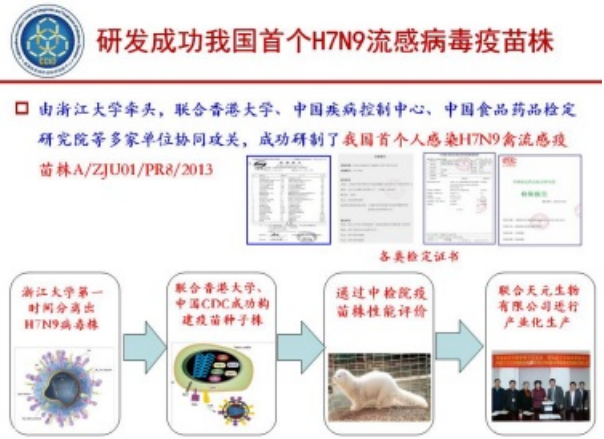 研发成功我国首个H7N9流感病毒疫苗株
由浙江大学牵头，联合香港大学、中国疾病控制中心、中国食品药品检定
研究院等多家单位协同攻关，成功研制了我国首个人感染H7N9禽流感疫
苗株A/ZJU01/PR8/2013
各类检定证书
浙江大学第一
时间分离出
H7N9病毒株
联合香港大学、
中国CDC成功构
建疫苗种子株
通过中检院疫
苗株性能评价
联合天元生物
有限公司进行
产业化生产